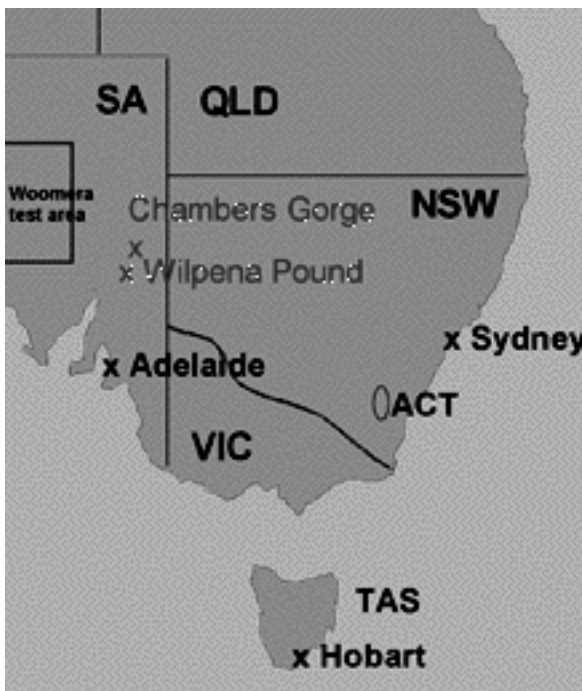 SA QLD
Woomera
test area
Chambers Gorge
NSW
x
x Wilpena Pound
x Sydney
x Adelaide
ACT
VIC
TAS
x Hobart